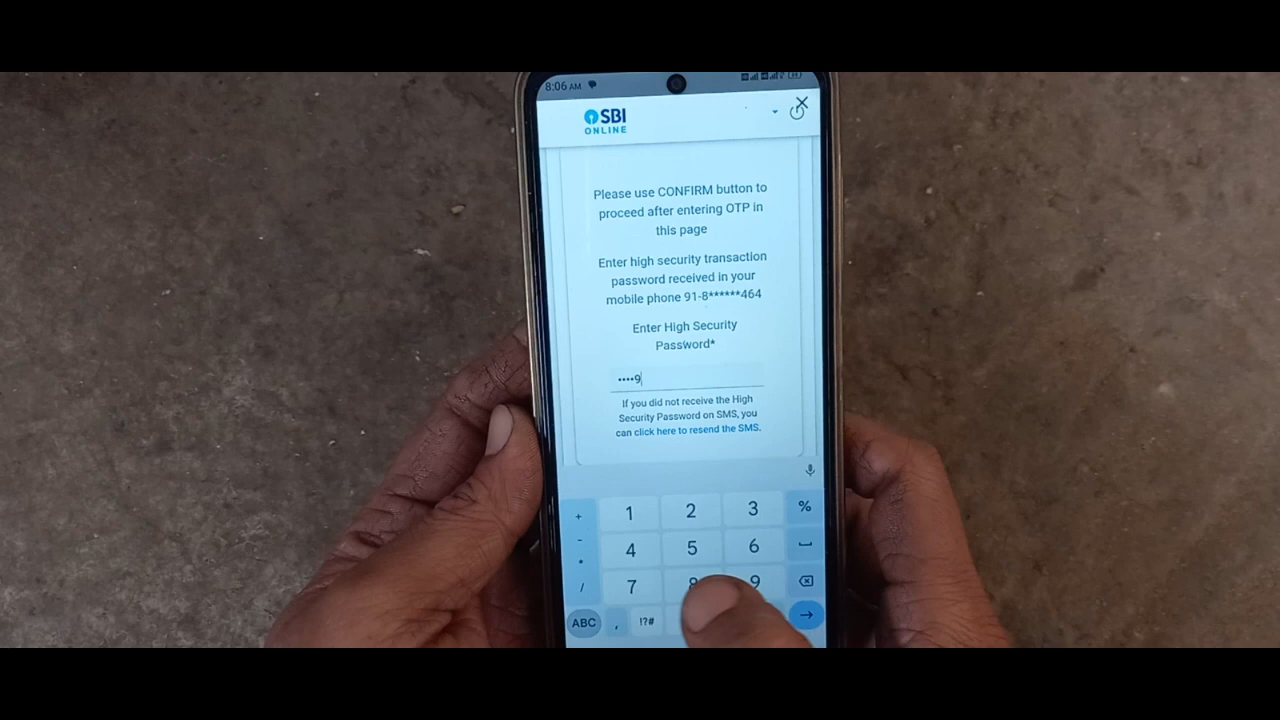 8:06 AM
SBI
ONLINE
Please use CONFIRM button to
proceed after entering OTP in
this page
Enter high security transaction
password received in your
mobile phone 91-8******464
Enter High Security
Password*
••••9
If you did not receive the High
Security Password on SMS, you
can click here to resend the SMS.
+ 1 2 3 %
- 4 5 6
* 7 8 9
/
ABC , !?#